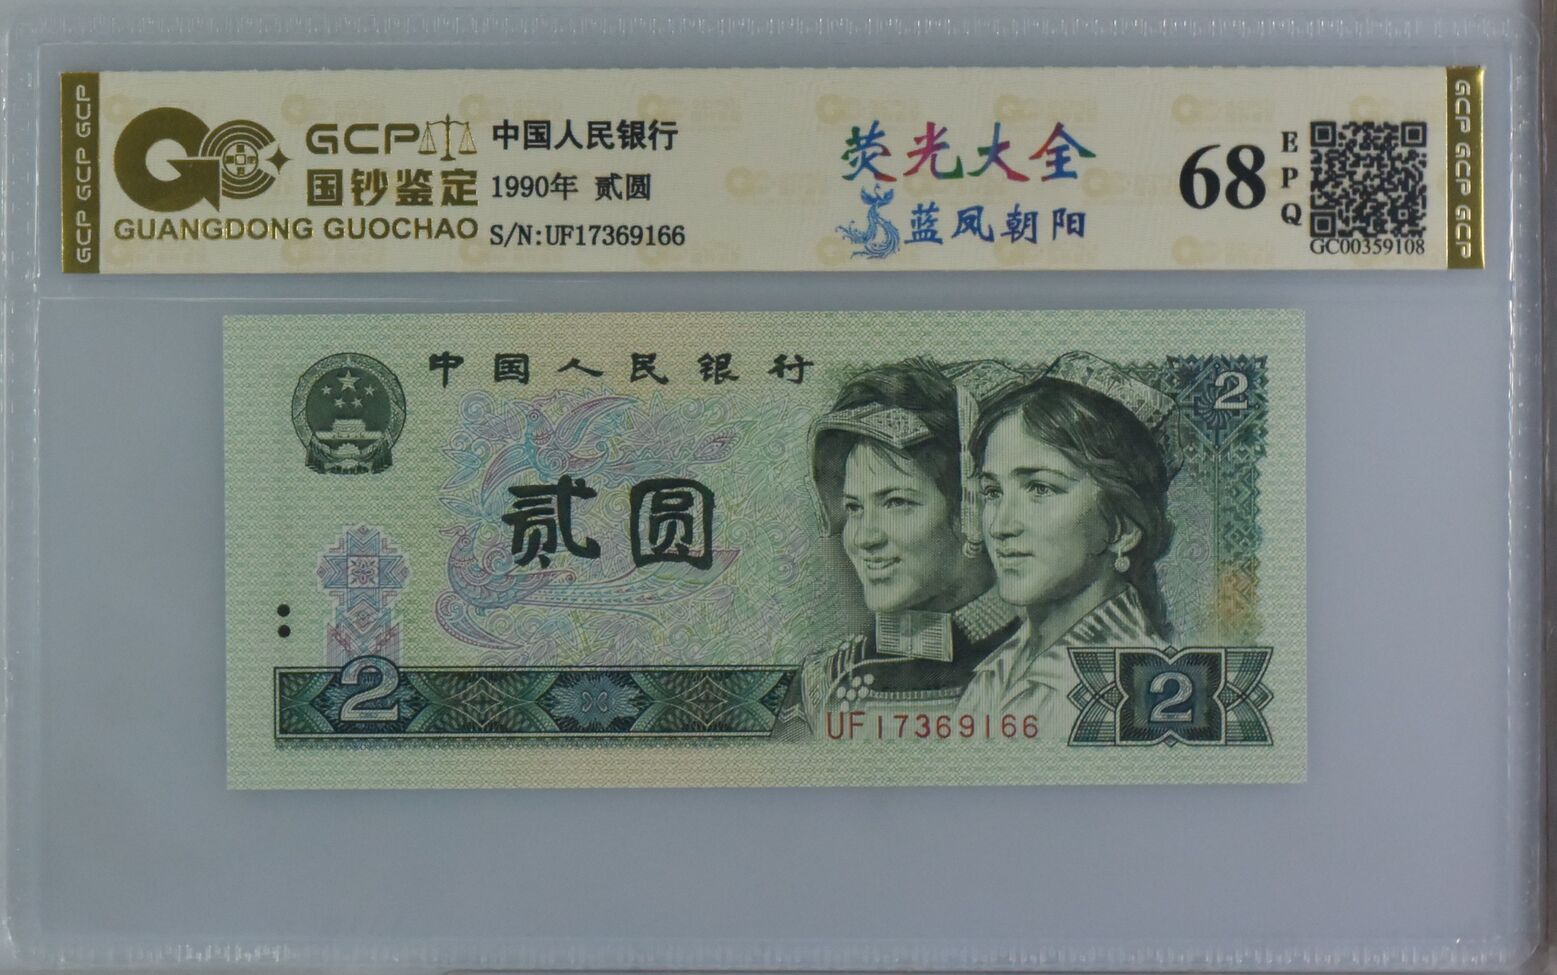 GCP GCP GCP
GCP
国钞鉴定
GUANGDONG GUOCHAO
中国人民银行
1990年 贰圆
S/N:UF17369166
荧光大全
蓝凤朝阳
68
EPQ
GC00359108
GCP GCP GCP
中国人民银行
2
贰圆
2
UF17369166
2